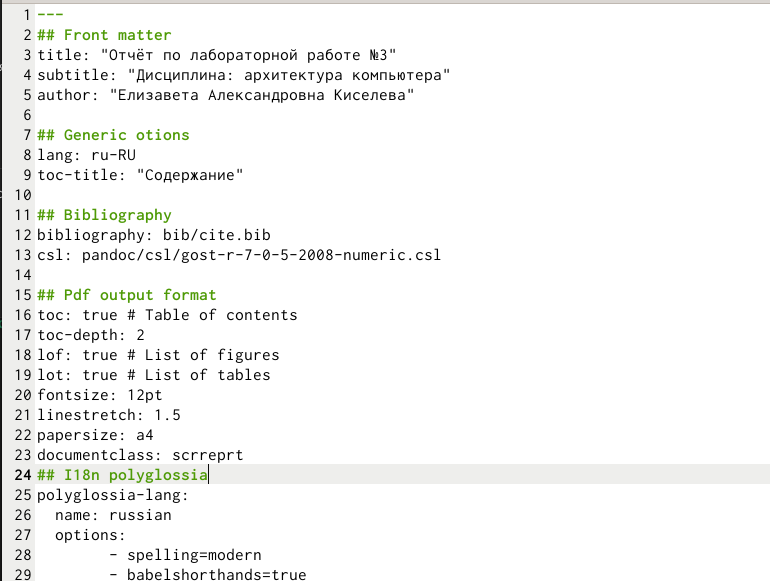 1 ---
2 ## Front matter
3 title: "Отчёт по лабораторной работе №3"
4 subtitle: "Дисциплина: архитектура компьютера"
5 author: "Елизавета Александровна Киселева"
6
7 ## Generic otions
8 lang: ru-RU
9 toc-title: "Содержание"
10
11 ## Bibliography
12 bibliography: bib/cite.bib
13 csl: pandoc/csl/gost-r-7-0-5-2008-numeric.csl
14
15 ## Pdf output format
16 toc: true # Table of contents
17 toc-depth: 2
18 lof: true # List of figures
19 lot: true # List of tables
20 fontsize: 12pt
21 linestretch: 1.5
22 papersize: a4
23 documentclass: scrreprt
24 ## I18n polyglossia
25 polyglossia-lang:
26   name: russian
27   options:
28         - spelling=modern
29         - babelshorthands=true